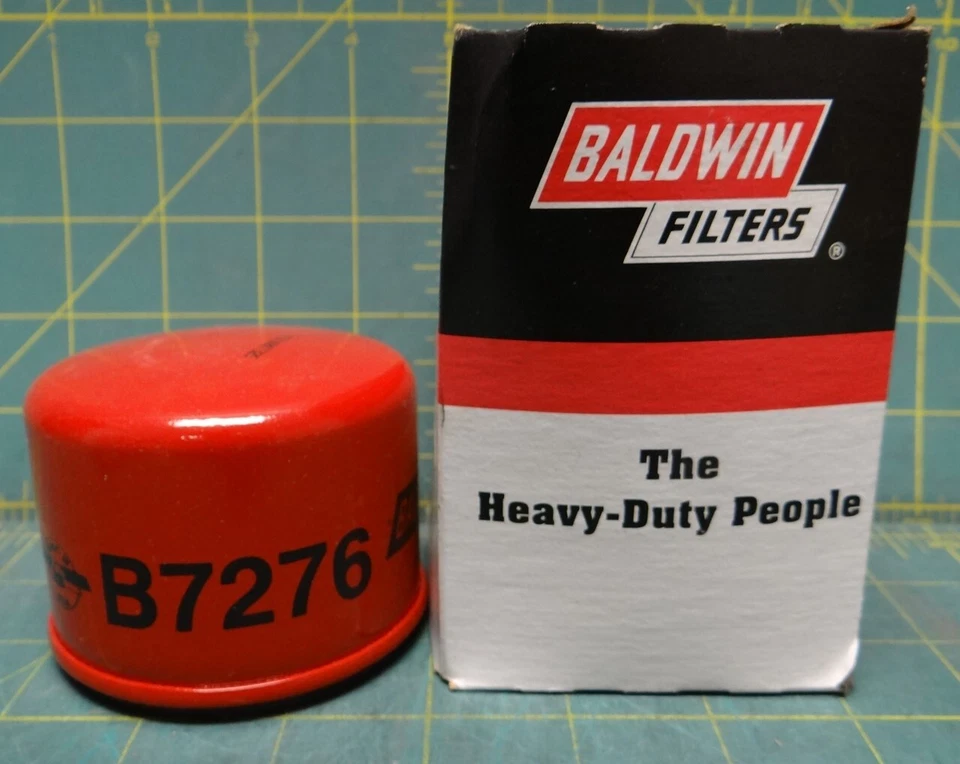 BALDWIN
FILTERS
®
The
Heavy-Duty People
B7276